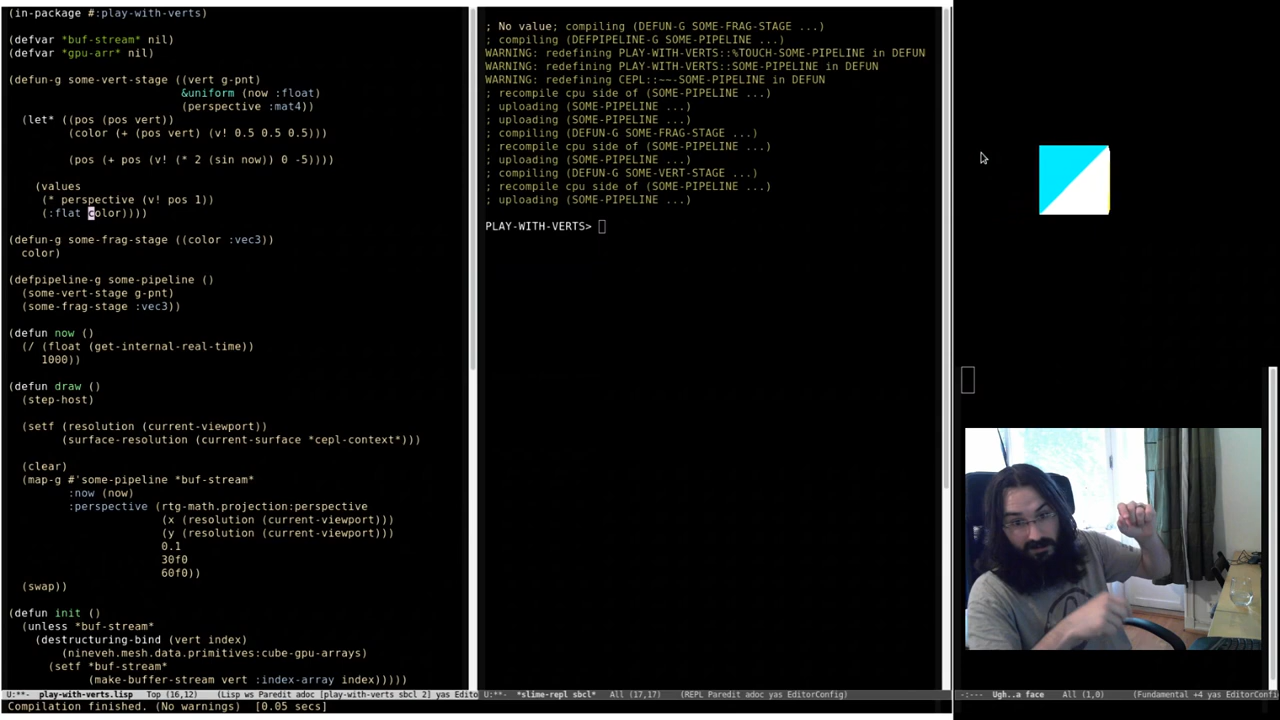 (in-package #:play-with-verts)
(defvar *buf-stream* nil)
(defvar *gpu-arr* nil)
(defun-g some-vert-stage ((vert g-pnt)
&uniform (now :float)
(perspective :mat4))
(let* ((pos (pos vert))
(color (+ (pos vert) (v! 0.5 0.5 0.5)))
(pos (+ pos (v! (* 2 (sin now)) 0 -5))))
(values
(* perspective (v! pos 1))
(:flat color))))
(defun-g some-frag-stage ((color :vec3))
color)
(defpipeline-g some-pipeline ()
(some-vert-stage g-pnt)
(some-frag-stage :vec3))
(defun now ()
(/ (float (get-internal-real-time))
1000))
(defun draw ()
(step-host)
(setf (resolution (current-viewport))
(surface-resolution (current-surface *cepl-context*)))
(clear)
(map-g #'some-pipeline *buf-stream*
:now (now)
:perspective (rtg-math.projection:perspective
(x (resolution (current-viewport)))
(y (resolution (current-viewport)))
0.1
30f0
60f0))
(swap))
(defun init ()
(unless *buf-stream*
(destructuring-bind (vert index)
(nineveh.mesh.data.primitives:cube-gpu-arrays)
(setf *buf-stream*
(make-buffer-stream vert :index-array index)))))
U:**- play-with-verts.lisp Top (16,12) (Lisp ws Paredit adoc [play-with-verts sbcl 2] yas Edito
Compilation finished. (No warnings) [0.05 secs]
; No value; compiling (DEFUN-G SOME-FRAG-STAGE ...)
; compiling (DEFPIPELINE-G SOME-PIPELINE ...)
WARNING: redefining PLAY-WITH-VERTS::%TOUCH-SOME-PIPELINE in DEFUN
WARNING: redefining PLAY-WITH-VERTS::SOME-PIPELINE in DEFUN
WARNING: redefining CEPL::~~-SOME-PIPELINE in DEFUN
; recompile cpu side of (SOME-PIPELINE ...)
; uploading (SOME-PIPELINE ...)
; uploading (SOME-PIPELINE ...)
; compiling (DEFUN-G SOME-FRAG-STAGE ...)
; recompile cpu side of (SOME-PIPELINE ...)
; uploading (SOME-PIPELINE ...)
; compiling (DEFUN-G SOME-VERT-STAGE ...)
; recompile cpu side of (SOME-PIPELINE ...)
; uploading (SOME-PIPELINE ...)
PLAY-WITH-VERTS>
U:**- *slime-repl sbcl* All (17,17) (REPL Paredit adoc EditorConfig)
-:--- Ugh..a face All (1,0) (Fundamental +4 yas EditorConfi